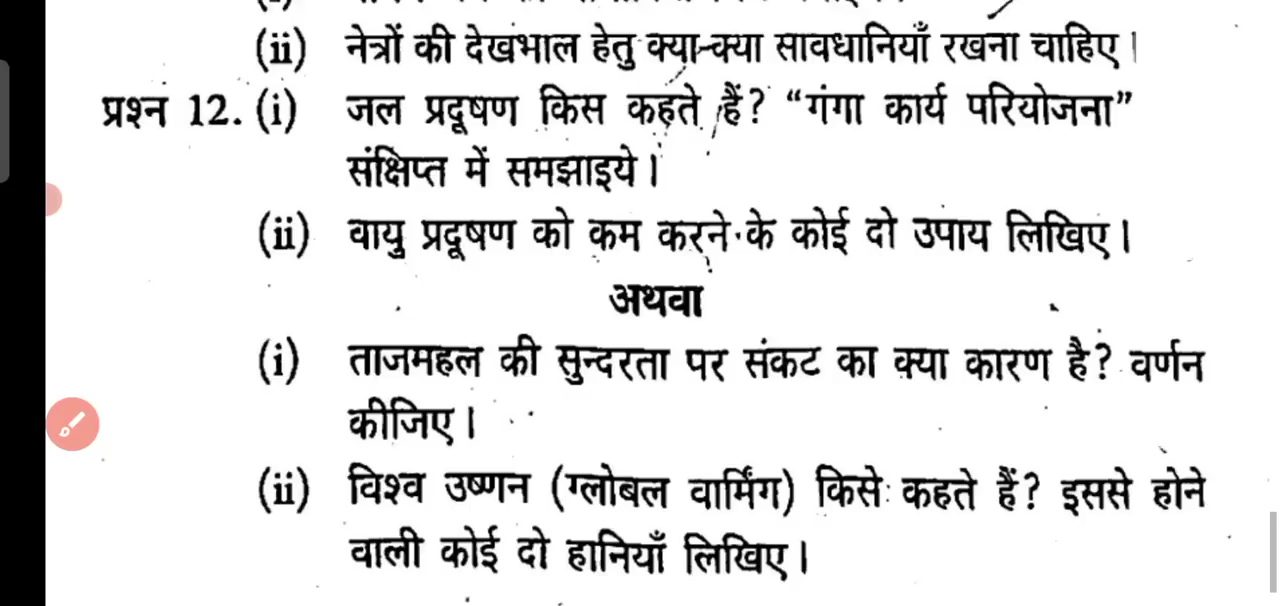 (ii) नेत्रों की देखभाल हेतु क्या-क्या सावधानियाँ रखना चाहिए।
प्रश्न 12. (i) जल प्रदूषण किस कहते हैं? “गंगा कार्य परियोजना”
संक्षिप्त में समझाइये।
(ii) वायु प्रदूषण को कम करने के कोई दो उपाय लिखिए।
अथवा
(i) ताजमहल की सुन्दरता पर संकट का क्या कारण है? वर्णन
कीजिए।
(ii) विश्व उष्णन (ग्लोबल वार्मिंग) किसे कहते हैं? इससे होने
वाली कोई दो हानियाँ लिखिए।